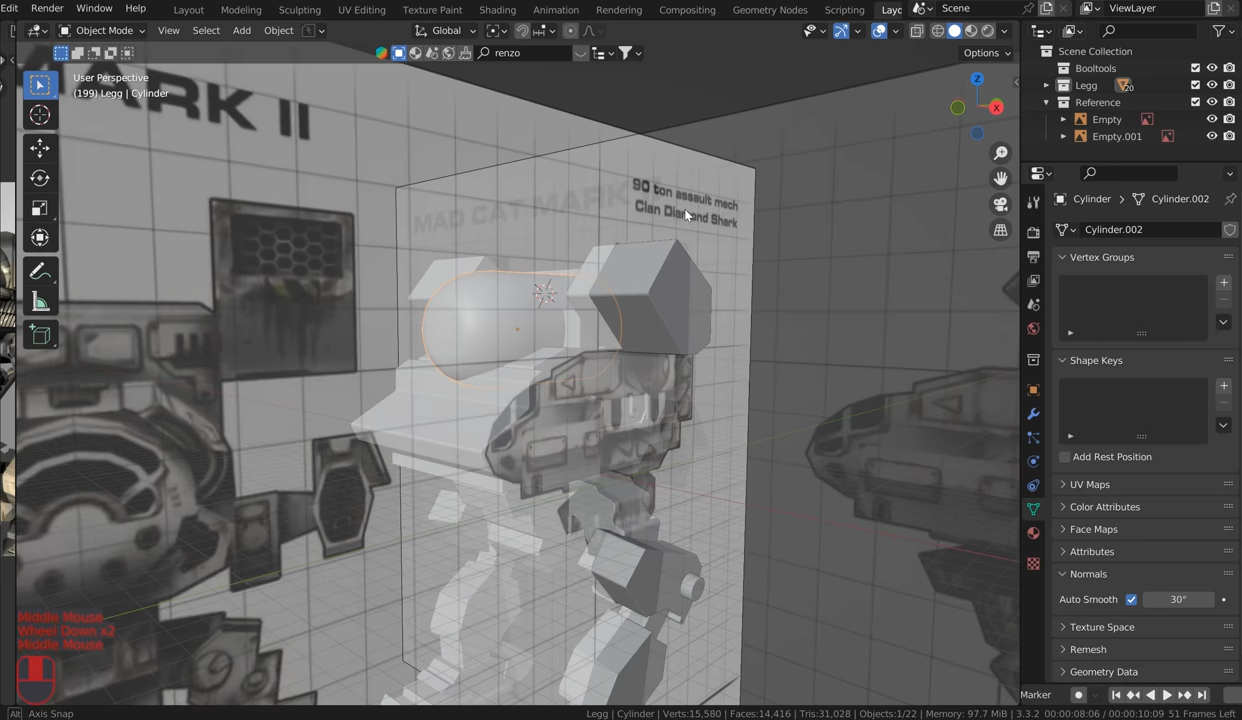 Edit Render Window Help Layout Modeling Sculpting UV Editing Texture Paint Shading Animation Rendering Compositing Geometry Nodes Scripting Layc Scene ViewLayer
Object Mode View Select Add Object Global
renzo Options
User Perspective
(199) Legg | Cylinder
ARK II
MAD CAT MARK
90 ton assault mech
Clan Diamond Shark
Z
X
Scene Collection
Booltools
Legg 20
Reference
Empty
Empty.001
Cylinder Cylinder.002
Cylinder.002
Vertex Groups
Shape Keys
Add Rest Position
UV Maps
Color Attributes
Face Maps
Attributes
Normals
Auto Smooth 30°
Texture Space
Remesh
Geometry Data
Middle Mouse
Wheel Down x2
Middle Mouse
Marker
Alt Axis Snap
Legg | Cylinder | Verts:15,580 | Faces:14,416 | Tris:31,028 | Objects:1/22 | Memory: 97.7 MiB | 3.3.2 00:00:08:06 / 00:00:10:09 51 Frames Left